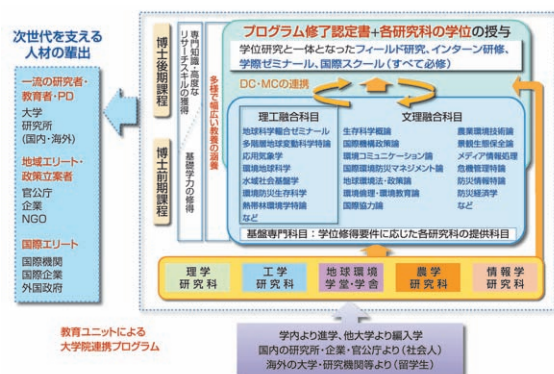 次世代を支える
人材の輩出
一流の研究者・
教育者・PD
大学
研究所
(国内・海外)
地域エリート・
政策立案者
官公庁
企業
NGO
国際エリート
国際機関
国際企業
外国政府
教育ユニットによる
大学院連携プログラム
博士後期課程
博士前期課程
専門知識・高度な
リサーチスキルの獲得
基礎学力の修得
多様で幅広い教養の涵養
プログラム修了認定書+各研究科の学位の授与
学位研究と一体となったフィールド研究、インターン研修、
学際ゼミナール、国際スクール(すべて必修)
DC・MCの連携
理工融合科目
地球科学輻合ゼミナール
多階層地球変動科学特論
応用気象学
環境地球科学
水域社会基盤学
環境防災生存科学
熱帯林環境学特論
など
文理融合科目
生存科学概論
国際機構政策論
環境コミュニケーション論
国際環境防災マネジメント論
地球環境法・政策論
環境倫理・環境教育論
国際協力論
農業環境技術論
景観生態保全論
メディア情報処理
危機管理特論
防災情報特論
防災経済学
など
基盤専門科目:学位修得要件に応じた各研究科の提供科目
理学
研究科
工学
研究科
地球環境
学堂・学舎
農学
研究科
情報学
研究科
学内より進学、他大学より編入学
国内の研究所・企業・官公庁より(社会人)
海外の大学・研究機関等より(留学生)